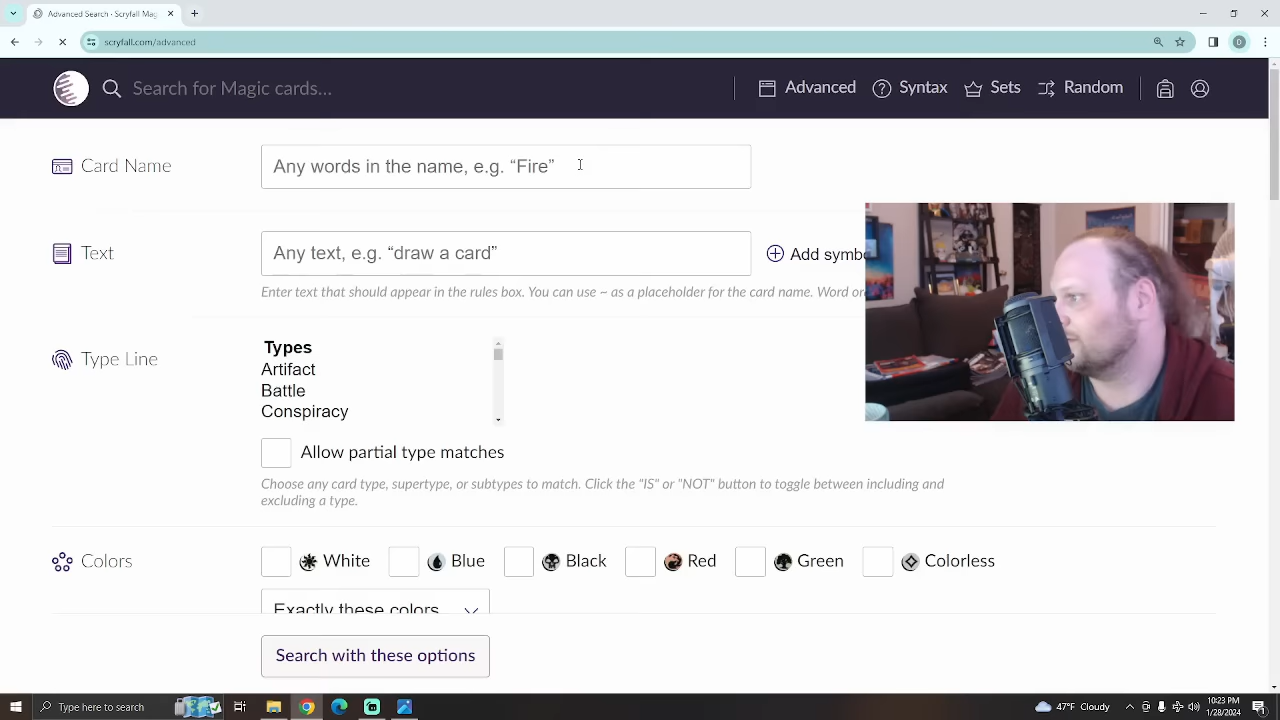 Advanced Search · Scryfall Mag
scryfall.com/advanced
D
Search for Magic cards...
Advanced
Syntax
Sets
Random
Card Name
Any words in the name, e.g. “Fire”
Text
Any text, e.g. “draw a card”
Add symbo
Enter text that should appear in the rules box. You can use ~ as a placeholder for the card name. Word or
Type Line
Types
Artifact
Battle
Conspiracy
Allow partial type matches
Choose any card type, supertype, or subtypes to match. Click the "IS" or "NOT" button to toggle between including and
excluding a type.
Colors
White
Blue
Black
Red
Green
Colorless
Exactly these colors
Search with these options
Type here to search
47°F Cloudy
10:23 PM
1/28/2024